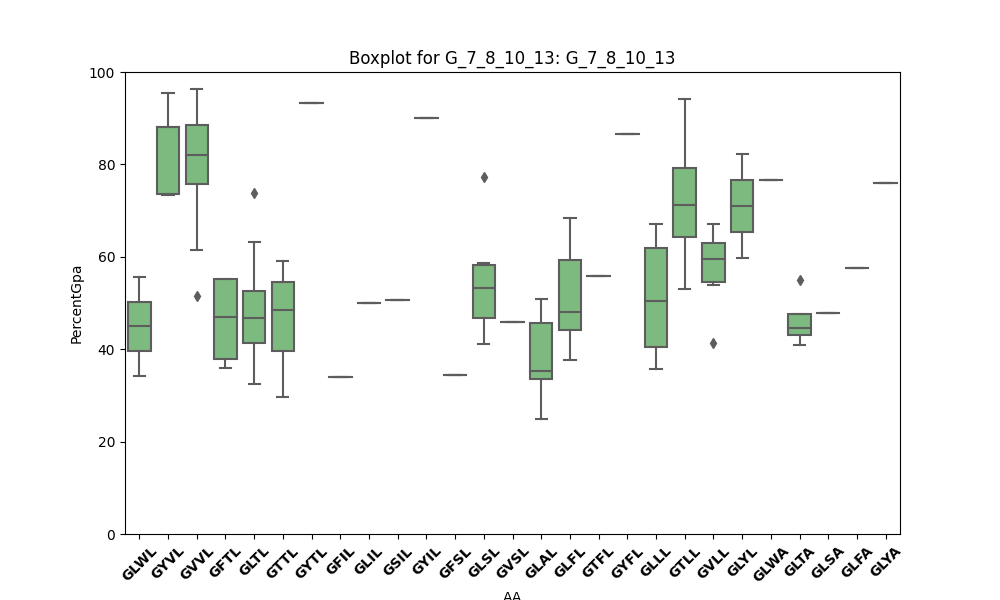 Boxplot for G_7_8_10_13: G_7_8_10_13
PercentGpa
100
80
60
40
20
0
GLWL GYVL GVVL GFTL GLTL GTTL GYTL GFIL GLIL GSIL GYIL GFSL GLSL GVSL GLAL GLFL GTFL GYFL GLLL GTLL GVLL GLYL GLWA GLTA GLSA GLFA GLYA
AA